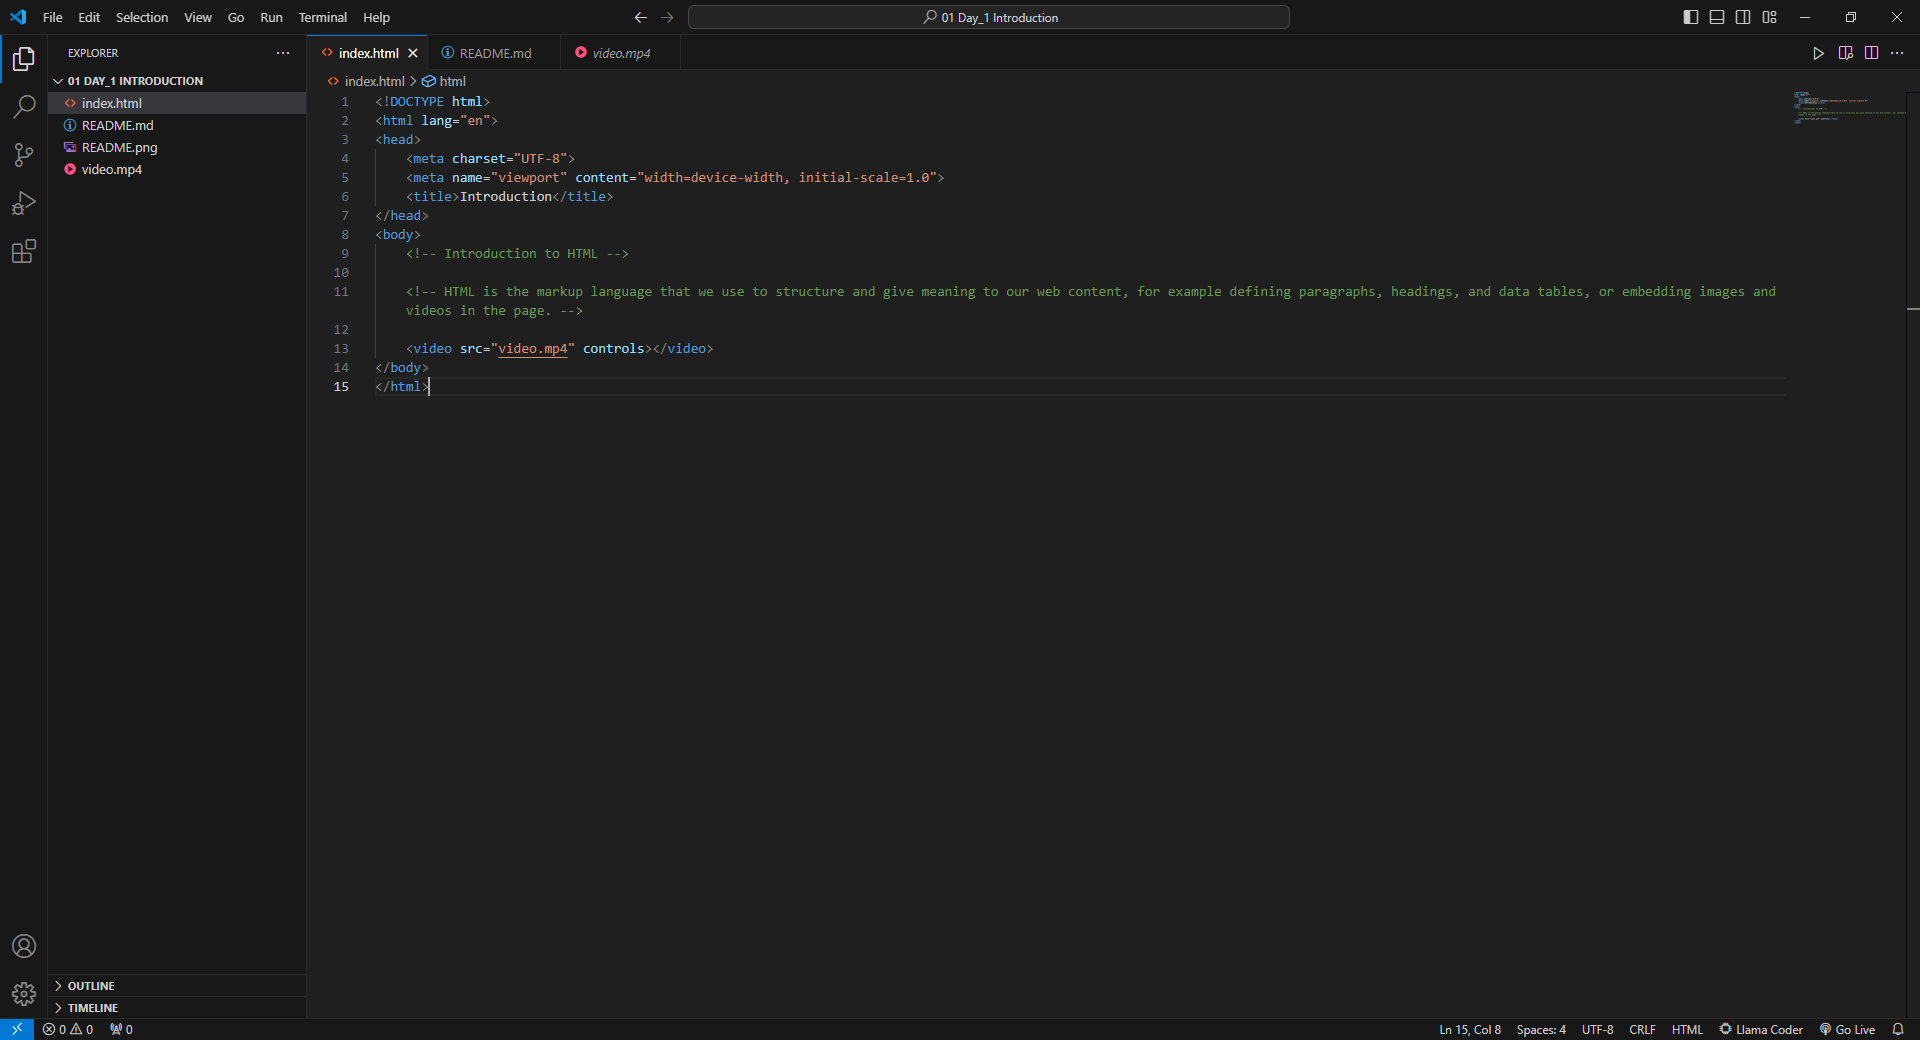 File Edit Selection View Go Run Terminal Help
01 Day_1 Introduction
EXPLORER
01 DAY_1 INTRODUCTION
index.html
README.md
README.png
video.mp4
OUTLINE
TIMELINE
index.html README.md video.mp4
index.html > html
1 <!DOCTYPE html>
2 <html lang="en">
3 <head>
4 <meta charset="UTF-8">
5 <meta name="viewport" content="width=device-width, initial-scale=1.0">
6 <title>Introduction</title>
7 </head>
8 <body>
9 <!-- Introduction to HTML -->
10
11 <!-- HTML is the markup language that we use to structure and give meaning to our web content, for example defining paragraphs, headings, and data tables, or embedding images and
videos in the page. -->
12
13 <video src="video.mp4" controls></video>
14 </body>
15 </html>
0 0 0
Ln 15, Col 8 Spaces: 4 UTF-8 CRLF HTML Llama Coder Go Live